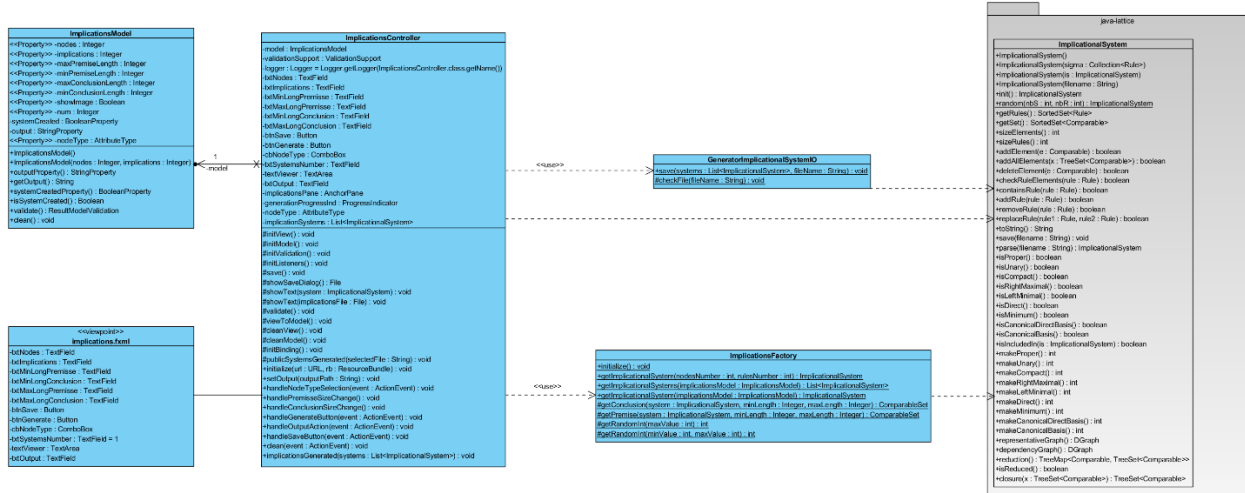 ImplicationsModel
<<Property>> -nodes : Integer
<<Property>> -implications : Integer
<<Property>> -maxPremiseLength : Integer
<<Property>> -minPremiseLength : Integer
<<Property>> -maxConclusionLength : Integer
<<Property>> -minConclusionLength : Integer
<<Property>> -showImage : Boolean
<<Property>> -num : Integer
-systemCreated : BooleanProperty
-output : StringProperty
<<Property>> -nodeType : AttributeType
+ImplicationsModel()
+ImplicationsModel(nodes : Integer, implications : Integer)
+outputProperty() : StringProperty
+getOutput() : String
+systemCreatedProperty() : BooleanProperty
+isSystemCreated() : Boolean
+validate() : ResultModelValidation
+clean() : void
1
-model
<<viewpoint>>
implications.fxml
-txtNodes : TextField
-txtImplications : TextField
-txtMinLongPremisse : TextField
-txtMinLongConclusion : TextField
-txtMaxLongPremisse : TextField
-txtMaxLongConclusion : TextField
-btnSave : Button
-btnGenerate : Button
-cbNodeType : ComboBox
-txtSystemsNumber : TextField = 1
-textViewer : TextArea
-txtOutput : TextField
ImplicationsController
-model : ImplicationsModel
-validationSupport : ValidationSupport
-logger : Logger = Logger.getLogger(ImplicationsController.class.getName())
-txtNodes : TextField
-txtImplications : TextField
-txtMinLongPremisse : TextField
-txtMaxLongPremisse : TextField
-txtMinLongConclusion : TextField
-txtMaxLongConclusion : TextField
-btnSave : Button
-btnGenerate : Button
-cbNodeType : ComboBox
-txtSystemsNumber : TextField
-textViewer : TextArea
-txtOutput : TextField
-implicationsPane : AnchorPane
-generationProgressInd : ProgressIndicator
-nodeType : AttributeType
-implicationSystems : List<ImplicationalSystem>
#initView() : void
#initModel() : void
#initValidation() : void
#initListeners() : void
#save() : void
#showSaveDialog() : File
#showText(system : ImplicationalSystem) : void
#showText(implicationsFile : File) : void
#validate() : void
#viewToModel() : void
#cleanView() : void
#cleanModel() : void
#initBinding() : void
#publicSystemsGenerated(selectedFile : String) : void
+initialize(url : URL, rb : ResourceBundle) : void
+setOutput(outputPath : String) : void
+handleNodeTypeSelection(event : ActionEvent) : void
+handlePremiseSizeChange() : void
+handleConclusionSizeChange() : void
+handleGenerateButton(event : ActionEvent) : void
+handleOutputAction(event : ActionEvent) : void
+handleSaveButton(event : ActionEvent) : void
+clean(event : ActionEvent) : void
+implicationsGenerated(systems : List<ImplicationalSystem>) : void
<<use>>
GeneratorImplicationalSystemIO
+save(systems : List<ImplicationalSystem>, fileName : String) : void
#checkFile(fileName : String) : void
<<use>>
ImplicationsFactory
+initialize() : void
+getImplicationalSystem(nodesNumber : int, rulesNumber : int) : ImplicationalSystem
+getImplicationalSystems(implicationsModel : ImplicationsModel) : List<ImplicationalSystem>
+getImplicationalSystem(implicationsModel : ImplicationsModel) : ImplicationalSystem
#getConclusion(system : ImplicationalSystem, minLength : Integer, maxLength : Integer) : ComparableSet
#getPremise(system : ImplicationalSystem, minLength : Integer, maxLength : Integer) : ComparableSet
#getRandomInt(maxValue : int) : int
#getRandomInt(minValue : int, maxValue : int) : int
java-lattice
ImplicationalSystem
+ImplicationalSystem()
+ImplicationalSystem(sigma : Collection<Rule>)
+ImplicationalSystem(is : ImplicationalSystem)
+ImplicationalSystem(filename : String)
+init() : ImplicationalSystem
+random(nbS : int, nbR : int) : ImplicationalSystem
+getRules() : SortedSet<Rule>
+getSet() : SortedSet<Comparable>
+sizeElements() : int
+sizeRules() : int
+addElement(e : Comparable) : boolean
+addAllElements(x : TreeSet<Comparable>) : boolean
+deleteElement(e : Comparable) : boolean
+checkRuleElements(rule : Rule) : boolean
+containsRule(rule : Rule) : boolean
+addRule(rule : Rule) : boolean
+removeRule(rule : Rule) : boolean
+replaceRule(rule1 : Rule, rule2 : Rule) : boolean
+toString() : String
+save(filename : String) : void
+parse(filename : String) : ImplicationalSystem
+isProper() : boolean
+isUnary() : boolean
+isCompact() : boolean
+isRightMaximal() : boolean
+isLeftMinimal() : boolean
+isDirect() : boolean
+isMinimum() : boolean
+isCanonicalDirectBasis() : boolean
+isCanonicalBasis() : boolean
+isIncludedIn(is : ImplicationalSystem) : boolean
+makeProper() : int
+makeUnary() : int
+makeCompact() : int
+makeRightMaximal() : int
+makeLeftMinimal() : int
+makeDirect() : int
+makeMinimum() : int
+makeCanonicalDirectBasis() : int
+makeCanonicalBasis() : int
+representativeGraph() : DGraph
+dependencyGraph() : DGraph
+reduction() : TreeMap<Comparable, TreeSet<Comparable>>
+isReduced() : boolean
+closure(x : TreeSet<Comparable>) : TreeSet<Comparable>